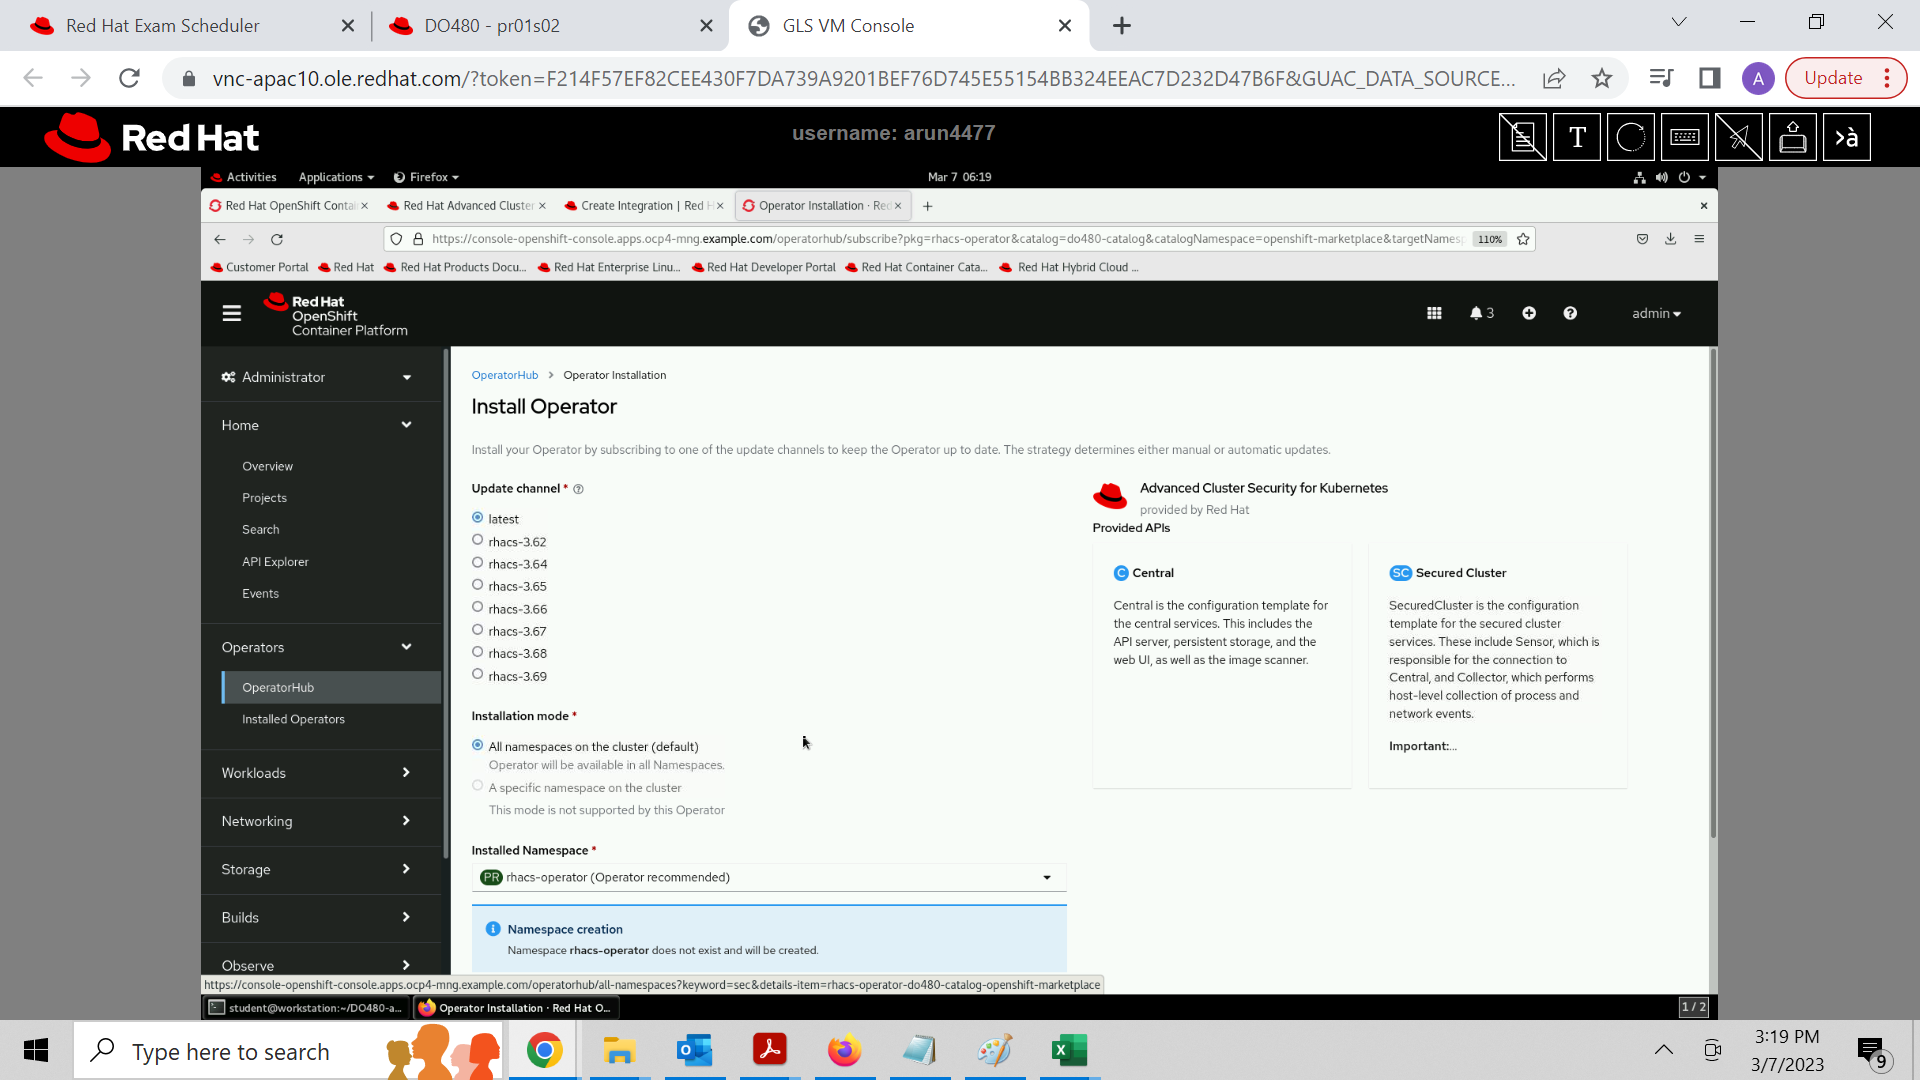 Red Hat Exam Scheduler
DO480 - pr01s02
GLS VM Console
vnc-apac10.ole.redhat.com/?token=F214F57EF82CEE430F7DA739A9201BEF76D745E55154BB324EEAC7D232D47B6F&GUAC_DATA_SOURCE...
A
Update
Red Hat
username: arun4477
T
>à
Activities
Applications
Firefox
Mar 7 06:19
Red Hat OpenShift Contai
Red Hat Advanced Cluster
Create Integration | Red H
Operator Installation · Red
https://console-openshift-console.apps.ocp4-mng.example.com/operatorhub/subscribe?pkg=rhacs-operator&catalog=do480-catalog&catalogNamespace=openshift-marketplace&targetNamesp
110%
Customer Portal
Red Hat
Red Hat Products Docu...
Red Hat Enterprise Linu...
Red Hat Developer Portal
Red Hat Container Cata...
Red Hat Hybrid Cloud ...
Red Hat
OpenShift
Container Platform
3
admin
Administrator
Home
Overview
Projects
Search
API Explorer
Events
Operators
OperatorHub
Installed Operators
Workloads
Networking
Storage
Builds
Observe
OperatorHub > Operator Installation
Install Operator
Install your Operator by subscribing to one of the update channels to keep the Operator up to date. The strategy determines either manual or automatic updates.
Update channel *
latest
rhacs-3.62
rhacs-3.64
rhacs-3.65
rhacs-3.66
rhacs-3.67
rhacs-3.68
rhacs-3.69
Installation mode *
All namespaces on the cluster (default)
Operator will be available in all Namespaces.
A specific namespace on the cluster
This mode is not supported by this Operator
Installed Namespace *
PR rhacs-operator (Operator recommended)
Namespace creation
Namespace rhacs-operator does not exist and will be created.
Advanced Cluster Security for Kubernetes
provided by Red Hat
Provided APIs
C Central
Central is the configuration template for
the central services. This includes the
API server, persistent storage, and the
web UI, as well as the image scanner.
SC Secured Cluster
SecuredCluster is the configuration
template for the secured cluster
services. These include Sensor, which is
responsible for the connection to
Central, and Collector, which performs
host-level collection of process and
network events.
Important:...
https://console-openshift-console.apps.ocp4-mng.example.com/operatorhub/all-namespaces?keyword=sec&details-item=rhacs-operator-do480-catalog-openshift-marketplace
student@workstation:~/DO480-a...
Operator Installation · Red Hat O...
1 / 2
Type here to search
3:19 PM
3/7/2023
9